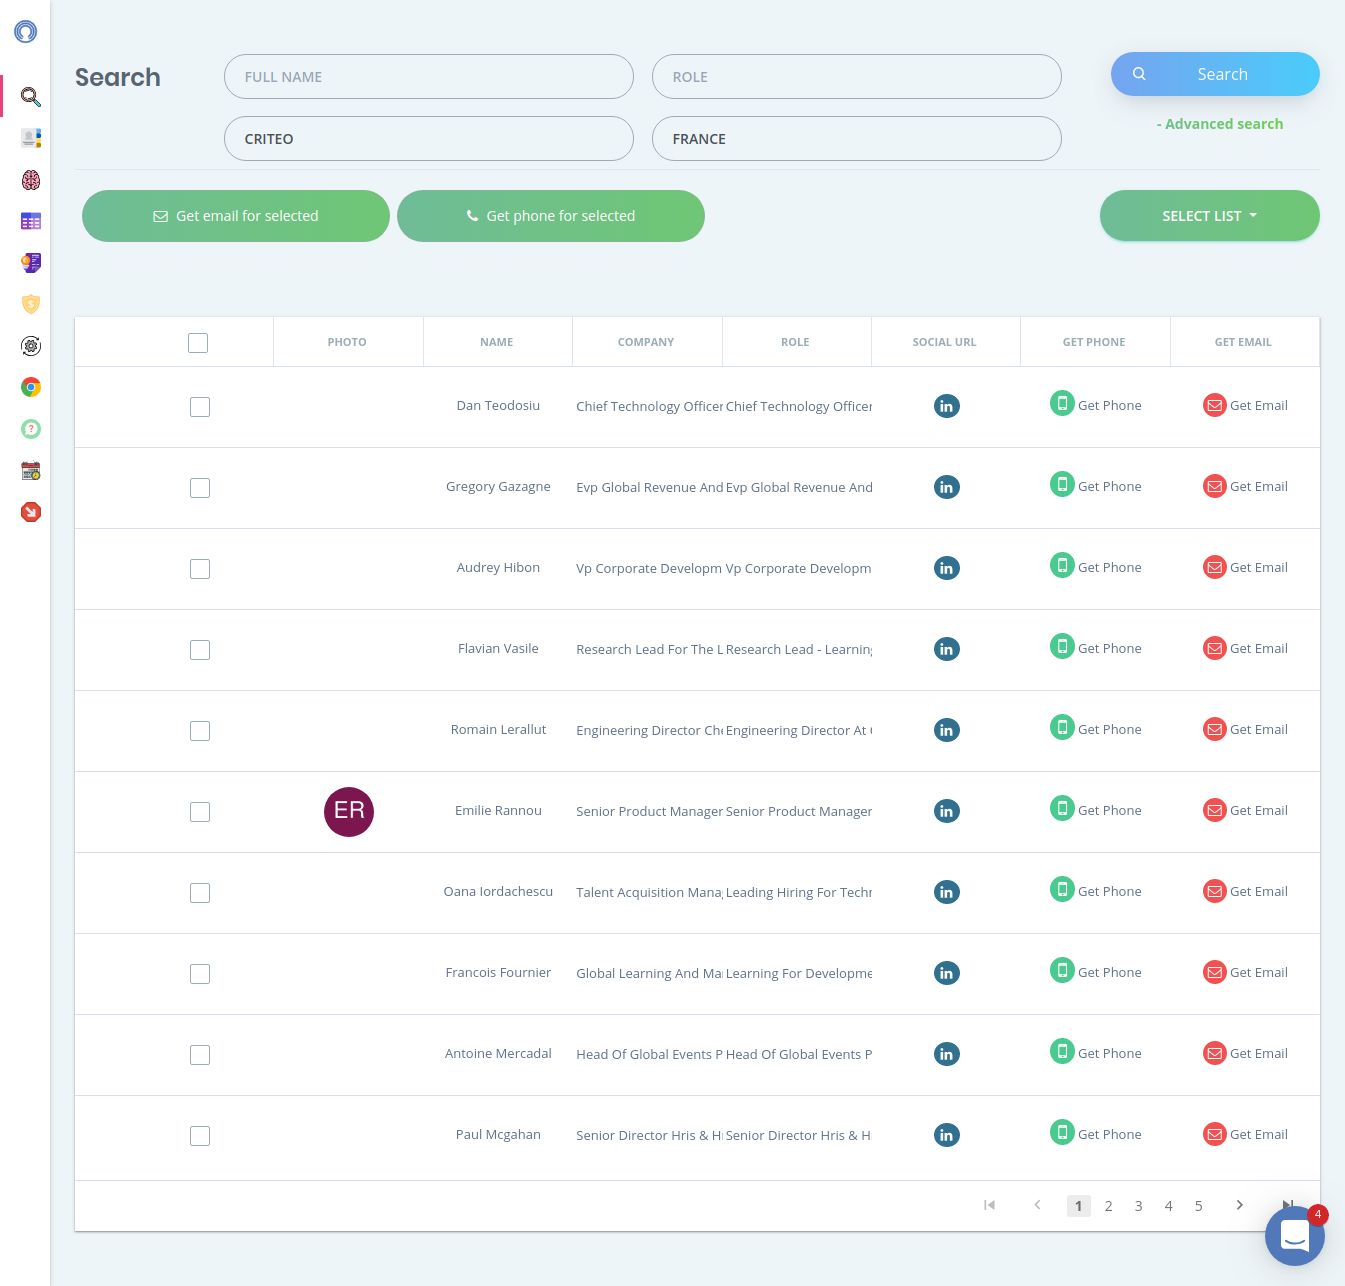 Search
FULL NAME
ROLE
Search
CRITEO
FRANCE
- Advanced search
Get email for selected
Get phone for selected
SELECT LIST
PHOTO NAME COMPANY ROLE SOCIAL URL GET PHONE GET EMAIL
Dan Teodosiu Chief Technology Officer Chief Technology Officer in Get Phone Get Email
Gregory Gazagne Evp Global Revenue And Evp Global Revenue And in Get Phone Get Email
Audrey Hibon Vp Corporate Developm Vp Corporate Developm in Get Phone Get Email
Flavian Vasile Research Lead For The L Research Lead - Learning in Get Phone Get Email
Romain Lerallut Engineering Director Che Engineering Director At in Get Phone Get Email
ER Emilie Rannou Senior Product Manager Senior Product Manager in Get Phone Get Email
Oana Iordachescu Talent Acquisition Mana Leading Hiring For Techn in Get Phone Get Email
Francois Fournier Global Learning And Ma Learning For Developme in Get Phone Get Email
Antoine Mercadal Head Of Global Events P Head Of Global Events P in Get Phone Get Email
Paul Mcgahan Senior Director Hris & H Senior Director Hris & H in Get Phone Get Email
1 2 3 4 5
4